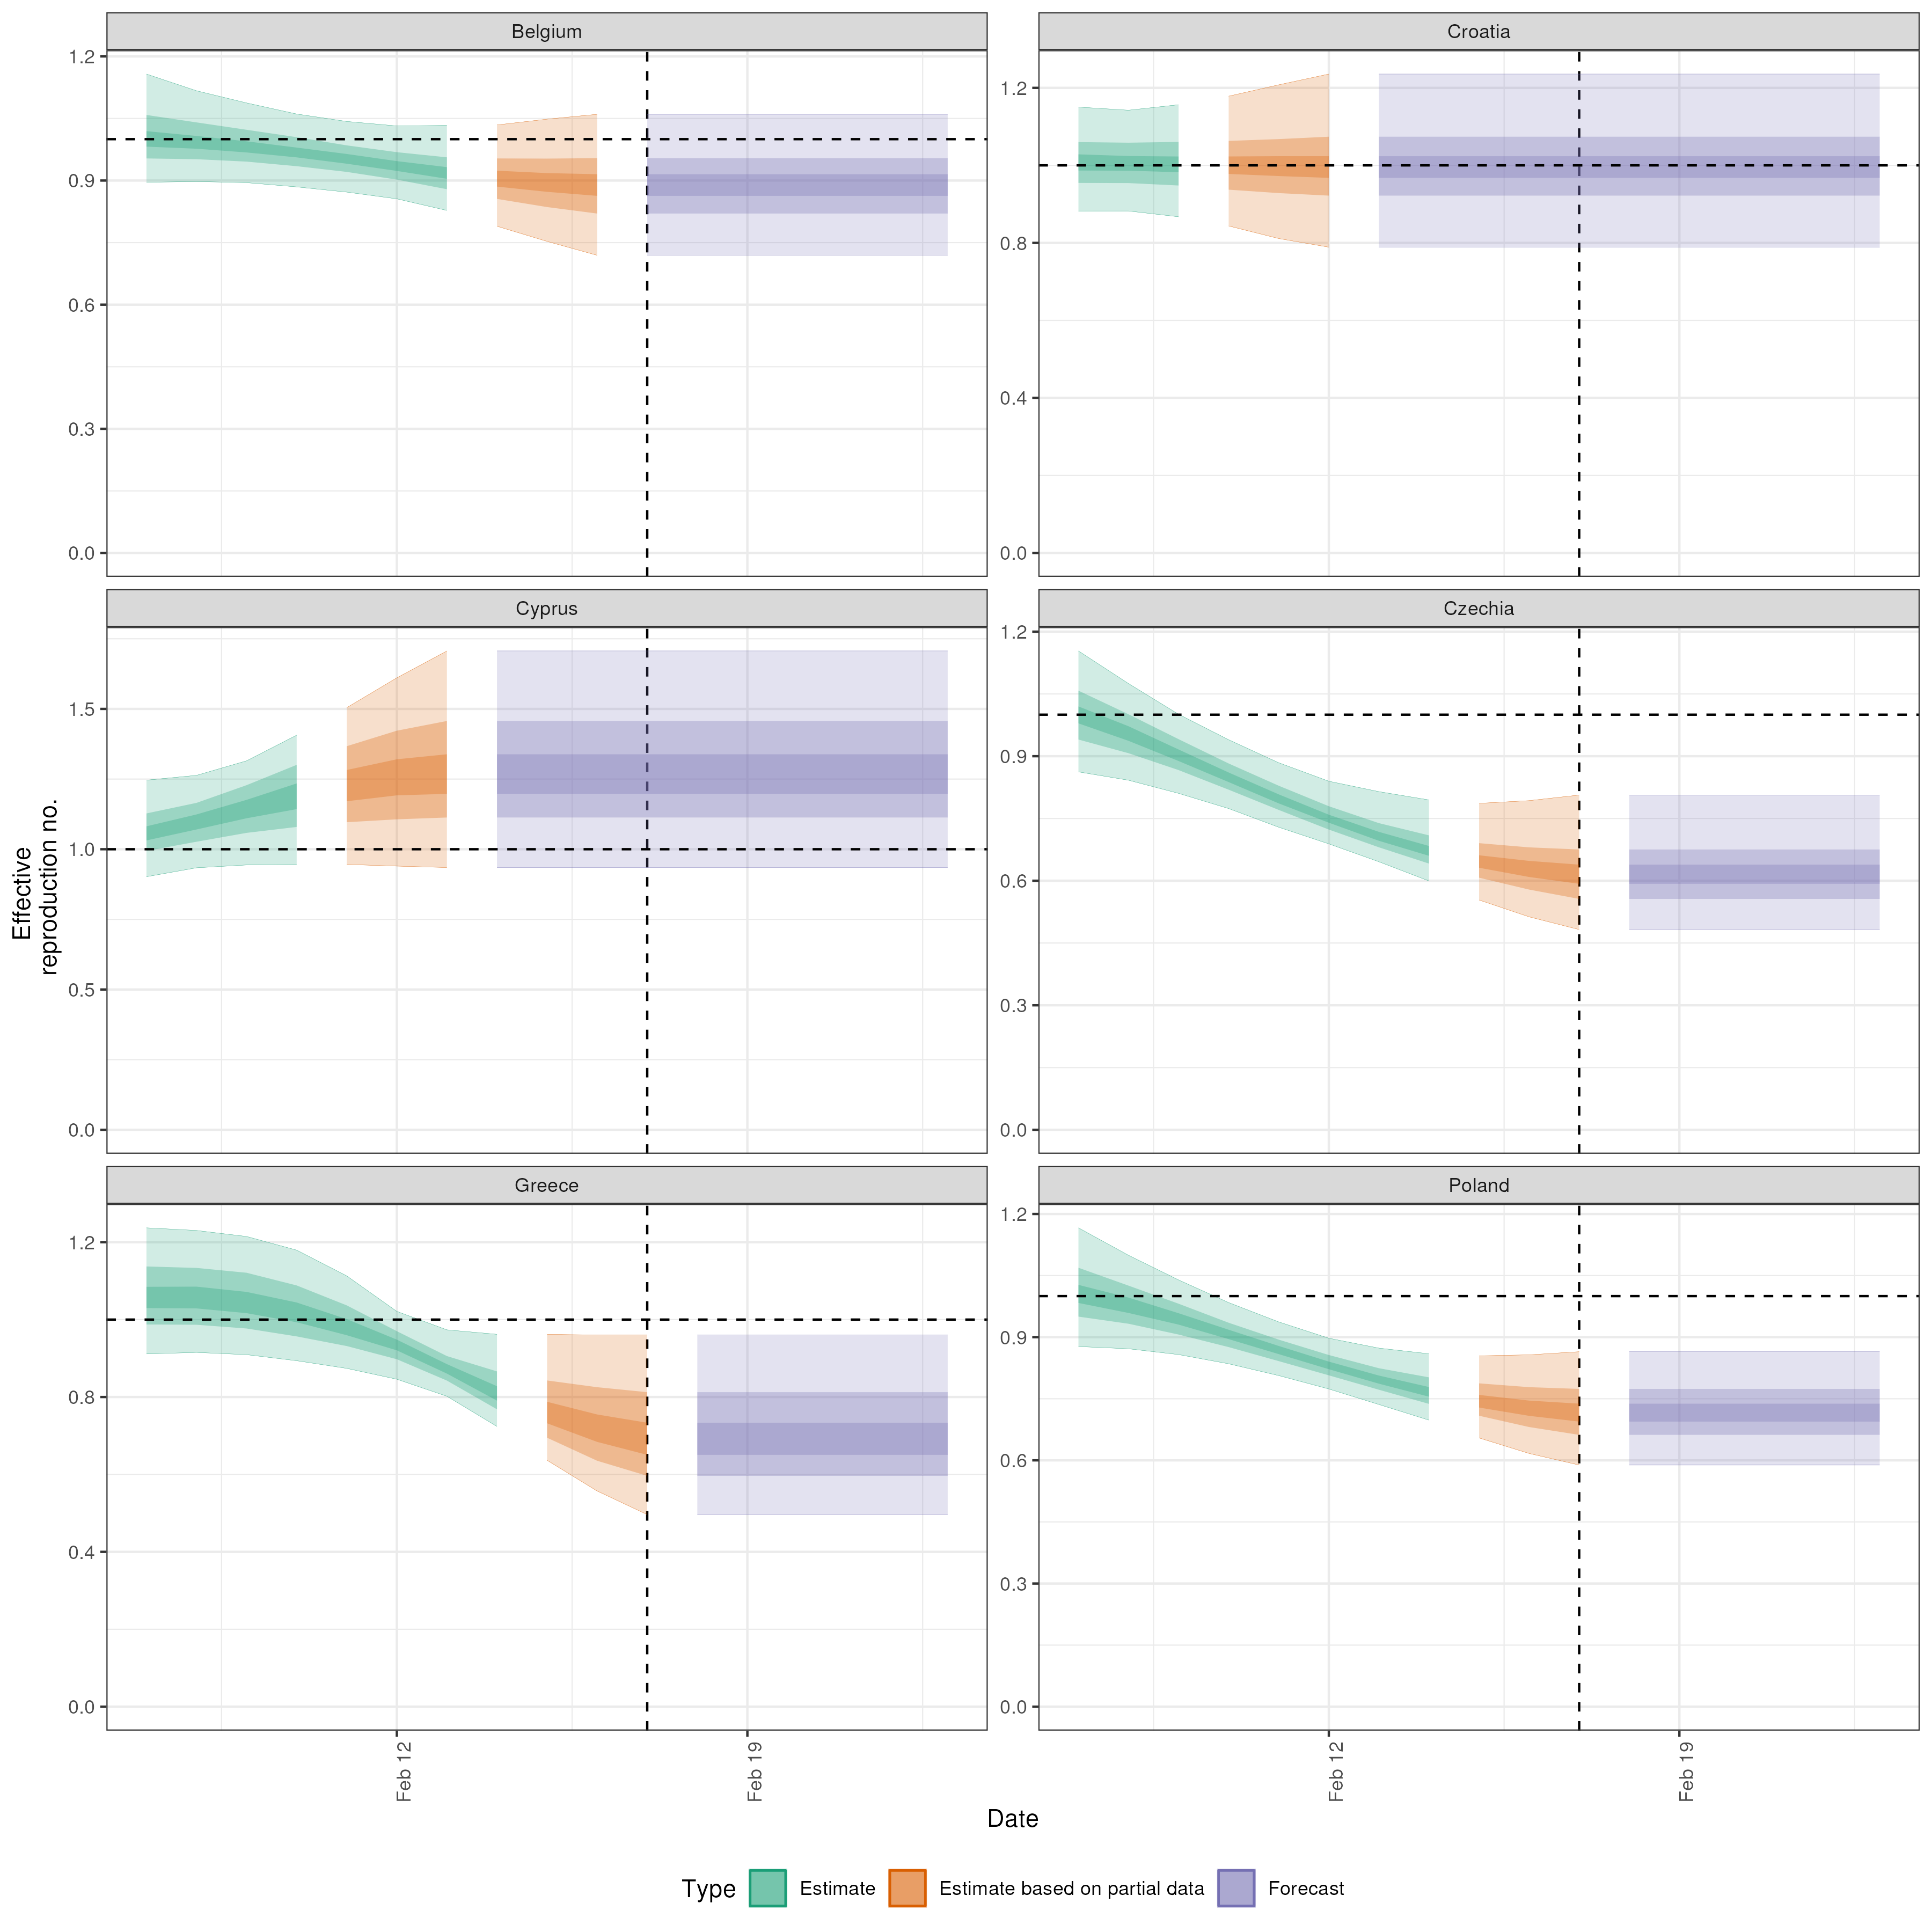 Belgium
Croatia
1.2
0.9
0.6
0.3
0.0
1.2
0.8
0.4
0.0
Cyprus
Czechia
1.5
1.0
0.5
0.0
1.2
0.9
0.6
0.3
0.0
Greece
Poland
1.2
0.8
0.4
0.0
1.2
0.9
0.6
0.3
0.0
Effective
reproduction no.
Feb 12
Feb 19
Feb 12
Feb 19
Date
Type
Estimate
Estimate based on partial data
Forecast